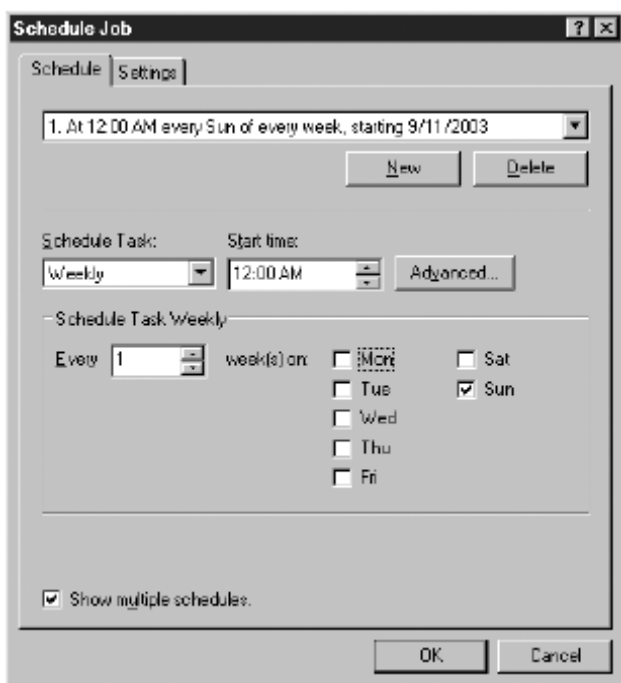 Schedule Job
Schedule Settings
1. At 12:00 AM every Sun of every week, starting 9/11/2003
New Delete
Schedule Task: Start time:
Weekly 12:00 AM Advanced...
Schedule Task Weekly
Every 1 week(s) on: Mon Sat
Tue Sun
Wed
Thu
Fri
Show multiple schedules.
OK Cancel